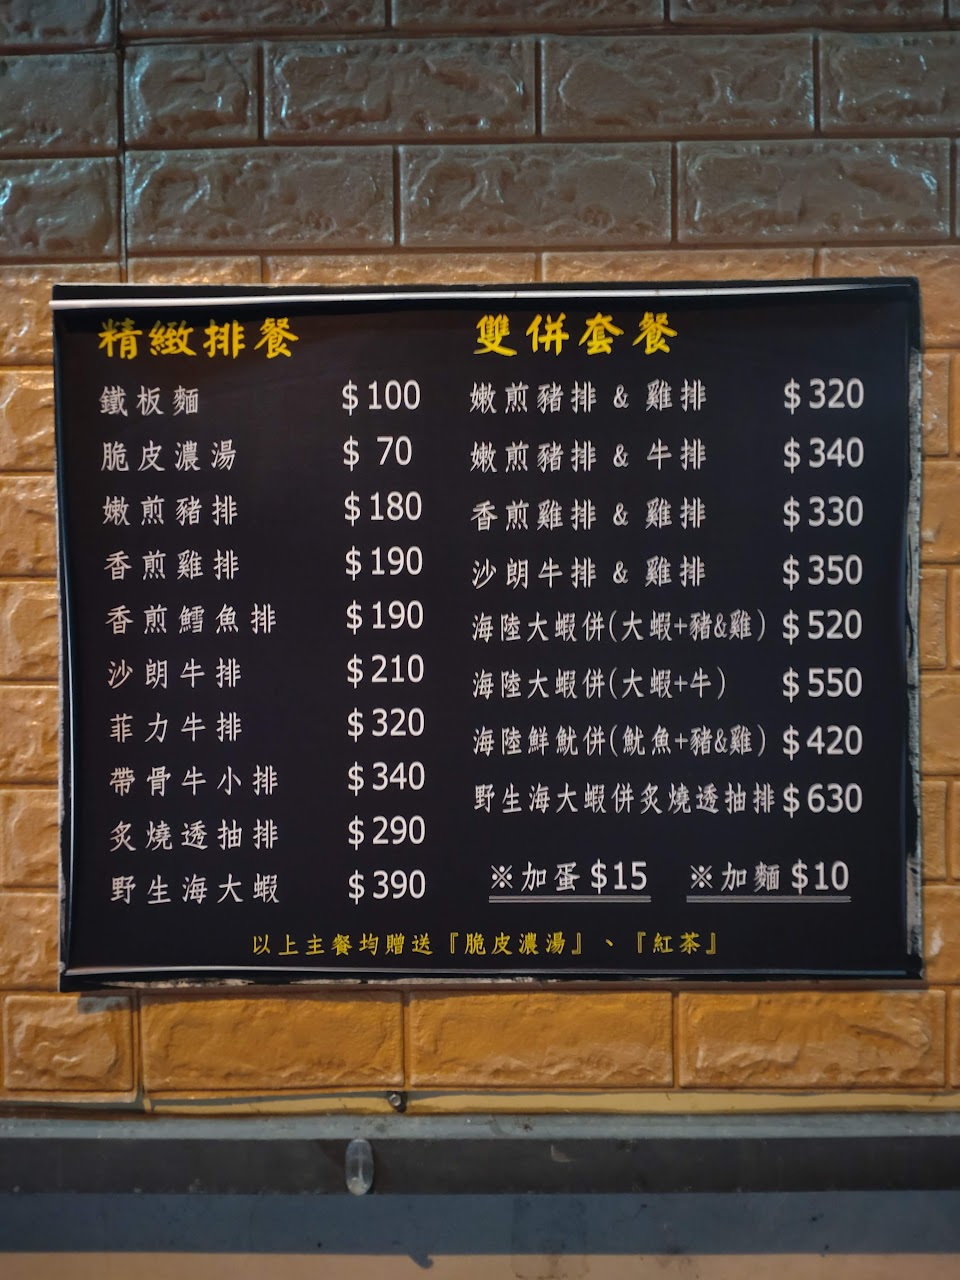 精緻排餐
鐵板麵 $100
脆皮濃湯 $ 70
嫩煎豬排 $180
香煎雞排 $190
香煎鱈魚排 $190
沙朗牛排 $210
菲力牛排 $320
帶骨牛小排 $340
炙燒透抽排 $290
野生海大蝦 $390
雙併套餐
嫩煎豬排 & 雞排 $320
嫩煎豬排 & 牛排 $340
香煎雞排 & 雞排 $330
沙朗牛排 & 雞排 $350
海陸大蝦併(大蝦+豬&雞) $520
海陸大蝦併(大蝦+牛) $550
海陸鮮魷併(魷魚+豬&雞) $420
野生海大蝦併炙燒透抽排 $630
※加蛋 $15 ※加麵 $10
以上主餐均贈送『脆皮濃湯』、『紅茶』